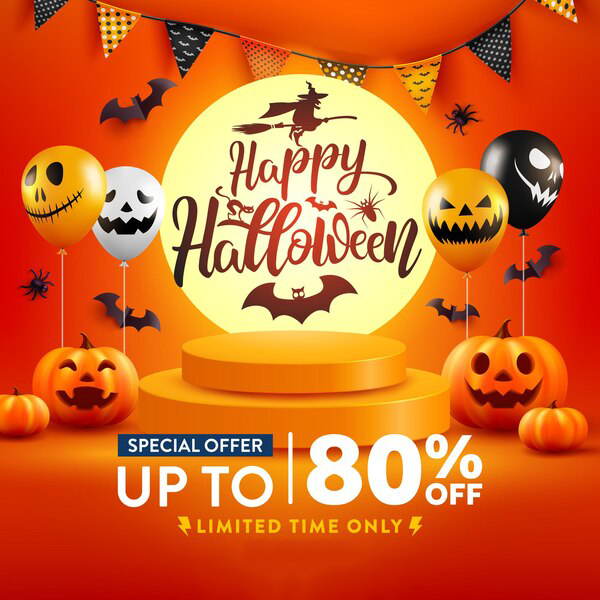 Happy
Halloween
SPECIAL OFFER
UP TO
80% OFF
LIMITED TIME ONLY